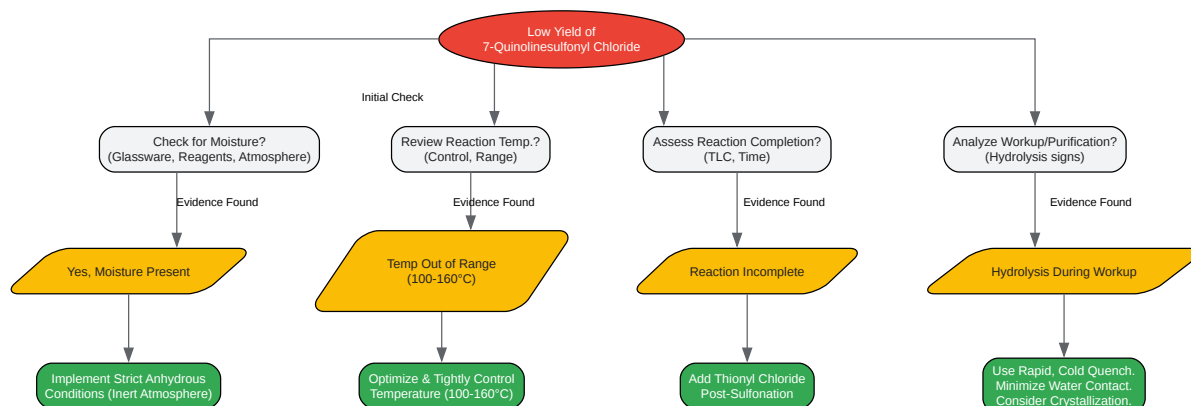 Low Yield of
7-Quinolinesulfonyl Chloride
Initial Check
Check for Moisture?
(Glassware, Reagents, Atmosphere)
Review Reaction Temp.?
(Control, Range)
Assess Reaction Completion?
(TLC, Time)
Analyze Workup/Purification?
(Hydrolysis signs)
Evidence Found
Evidence Found
Evidence Found
Evidence Found
Yes, Moisture Present
Temp Out of Range
(100-160°C)
Reaction Incomplete
Hydrolysis During Workup
Implement Strict Anhydrous
Conditions (Inert Atmosphere)
Optimize & Tightly Control
Temperature (100-160°C)
Add Thionyl Chloride
Post-Sulfonation
Use Rapid, Cold Quench.
Minimize Water Contact.
Consider Crystallization.